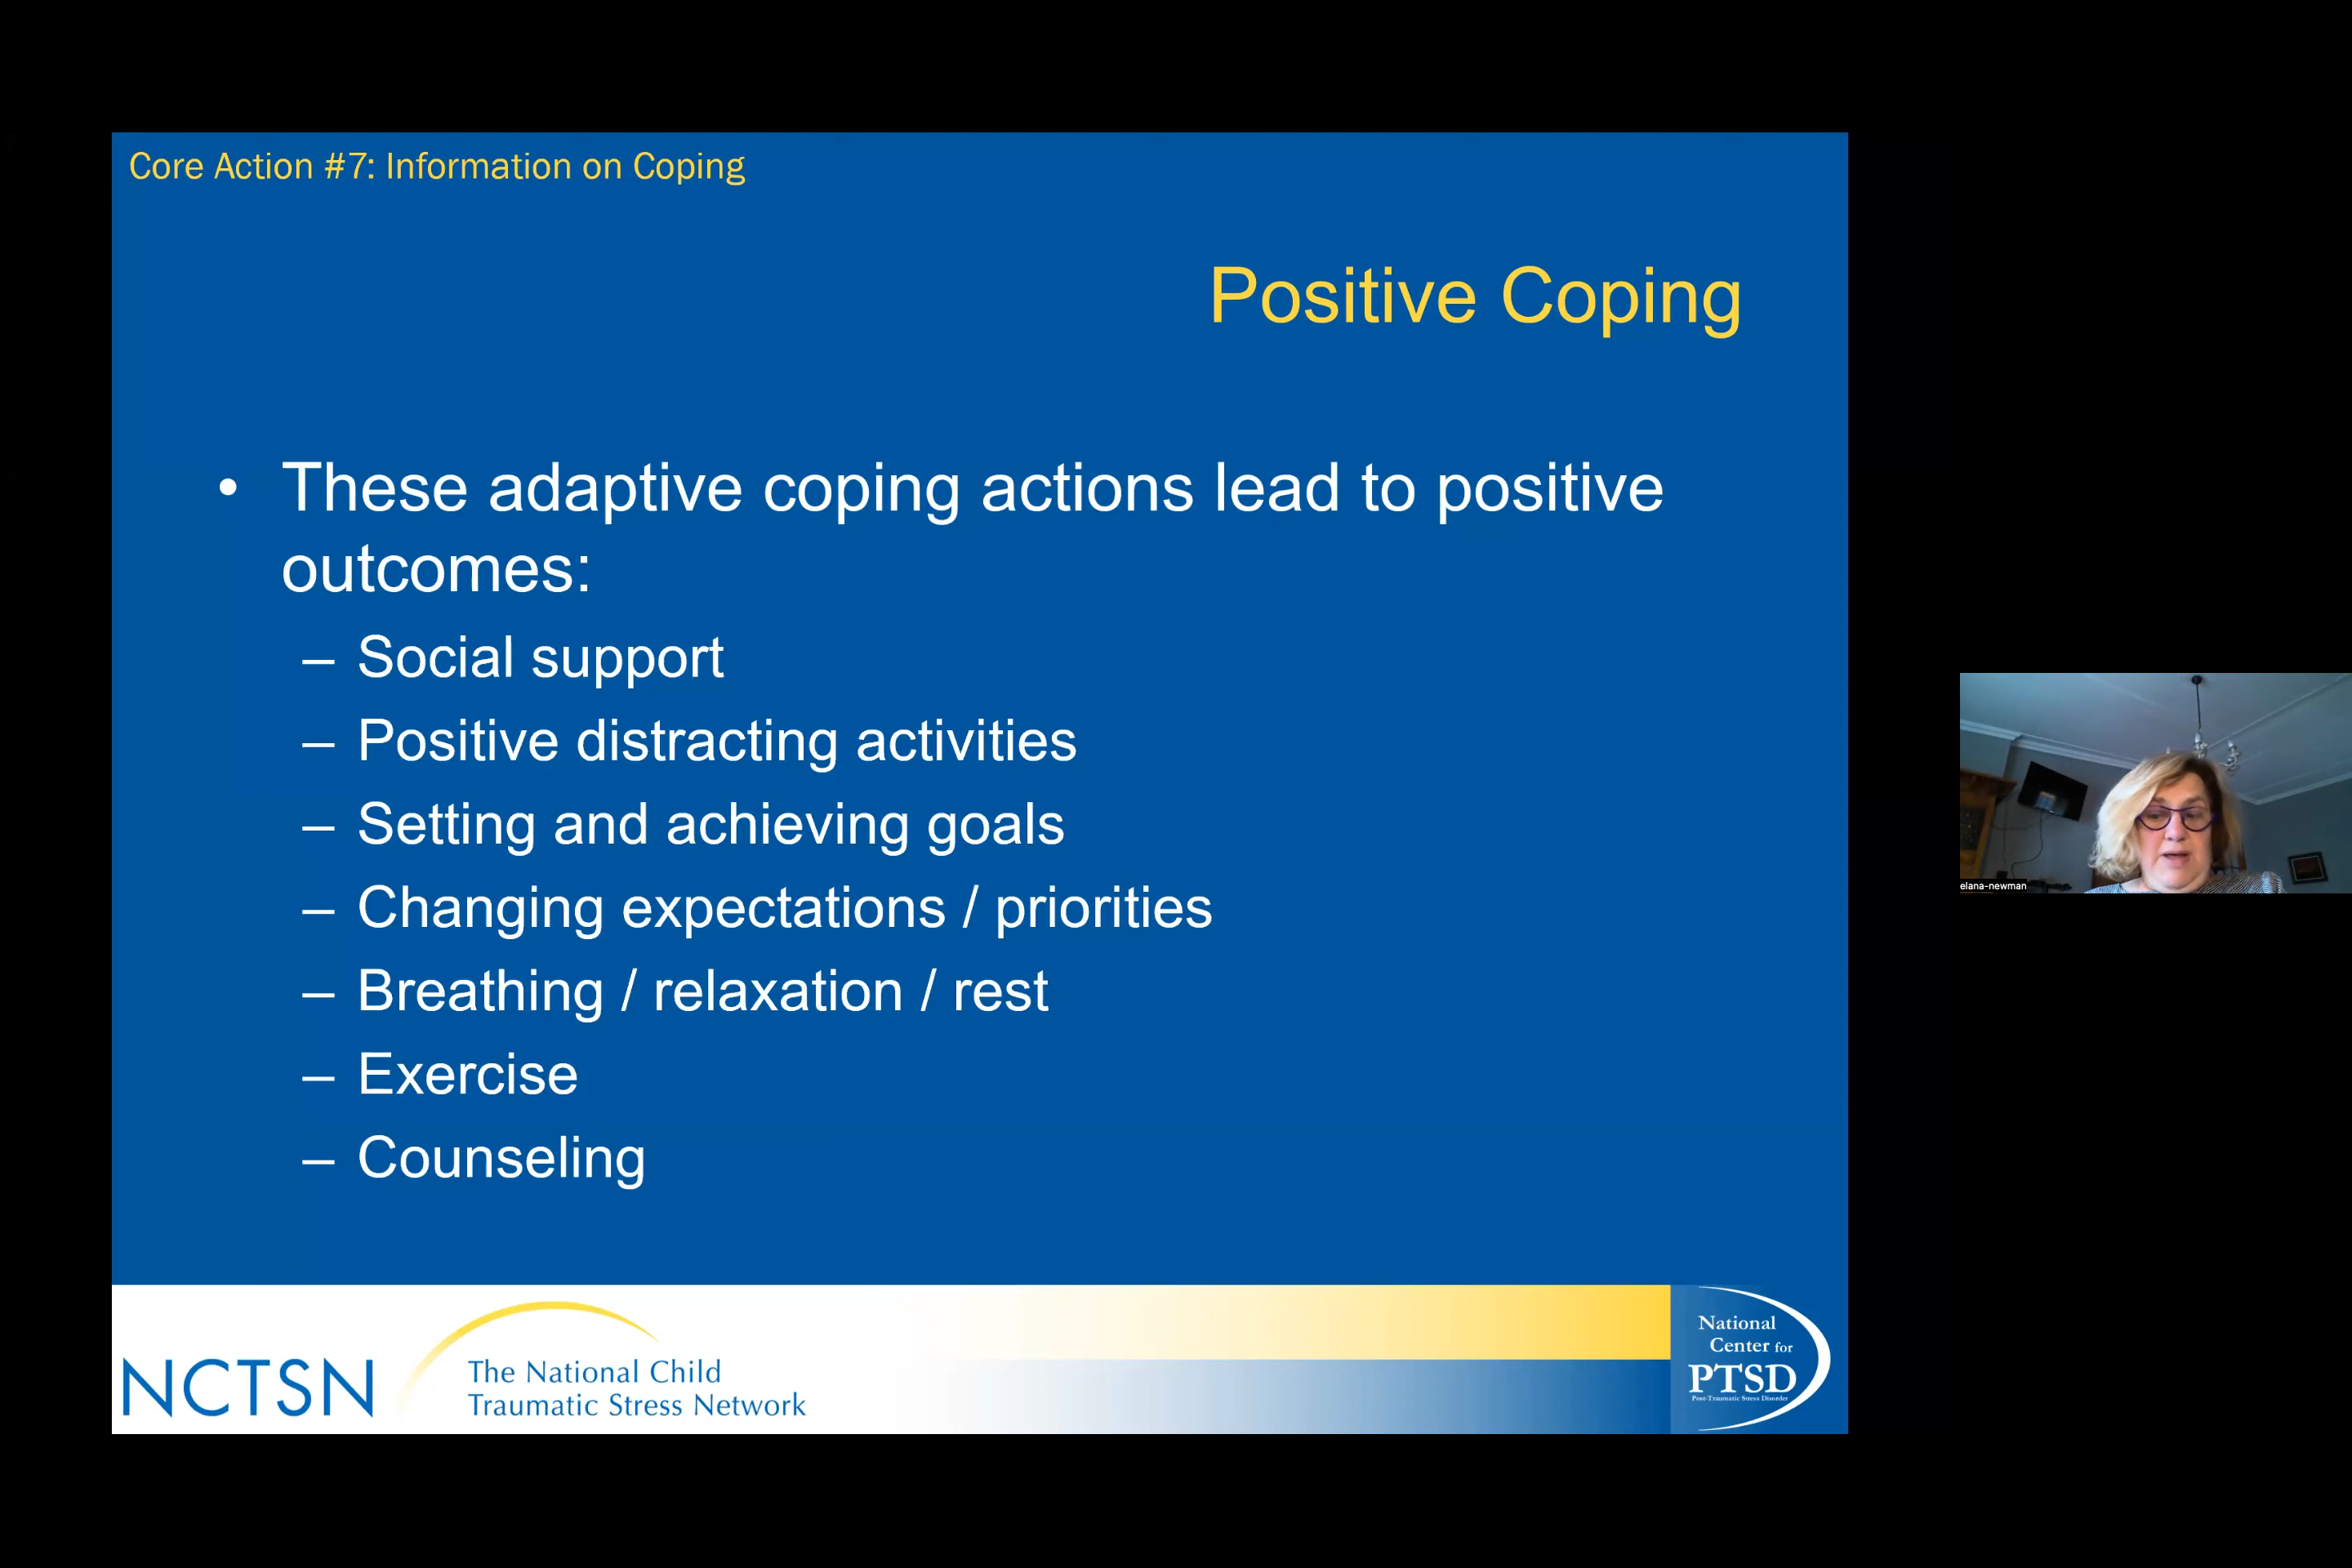 Core Action #7: Information on Coping
Positive Coping
• These adaptive coping actions lead to positive
outcomes:
– Social support
– Positive distracting activities
– Setting and achieving goals
– Changing expectations / priorities
– Breathing / relaxation / rest
– Exercise
– Counseling
NCTSN
The National Child
Traumatic Stress Network
National
Center for
PTSD
Post-Traumatic Stress Disorder
elana-newman